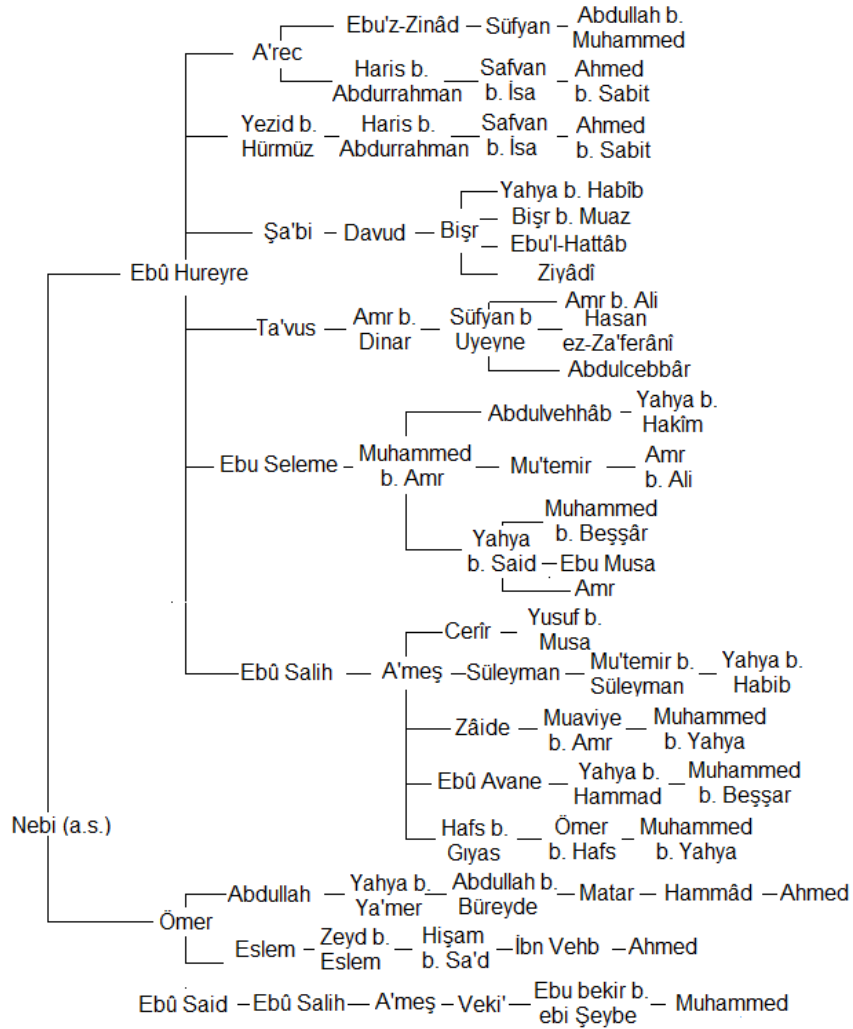 Ebu'z-Zinâd Süfyan Abdullah b.
Muhammed
A'rec
Haris b. Safvan Ahmed
Abdurrahman b. İsa b. Sabit
Yezid b. Haris b. Safvan Ahmed
Hürmüz Abdurrahman b. İsa b. Sabit
Yahya b. Habîb
Bişr b. Muaz
Şa'bi Davud Bişr
Ebu'l-Hattâb
Ziyâdî
Ebû Hureyre
Amr b. Ali
Ta'vus Amr b. Süfyan b Hasan
Dinar Uyeyne ez-Za'ferânî
Abdulcebbâr
Abdulvehhâb Yahya b.
Hakîm
Ebu Seleme Muhammed Mu'temir Amr
b. Amr b. Ali
Muhammed
b. Beşşâr
Yahya
b. Said Ebu Musa
Amr
Cerîr Yusuf b.
Musa
Ebû Salih A'meş Süleyman Mu'temir b. Yahya b.
Süleyman Habib
Zâide Muaviye Muhammed
b. Amr b. Yahya
Ebû Avane Yahya b. Muhammed
Hammad b. Beşşar
Nebi (a.s.)
Hafs b. Ömer Muhammed
Gıyas b. Hafs b. Yahya
Abdullah Yahya b. Abdullah b. Matar Hammâd Ahmed
Ya'mer Büreyde
Ömer
Eslem Zeyd b. Hişam İbn Vehb Ahmed
Eslem b. Sa'd
Ebû Said Ebû Salih A'meş Veki' Ebu bekir b. Muhammed
ebi Şeybe